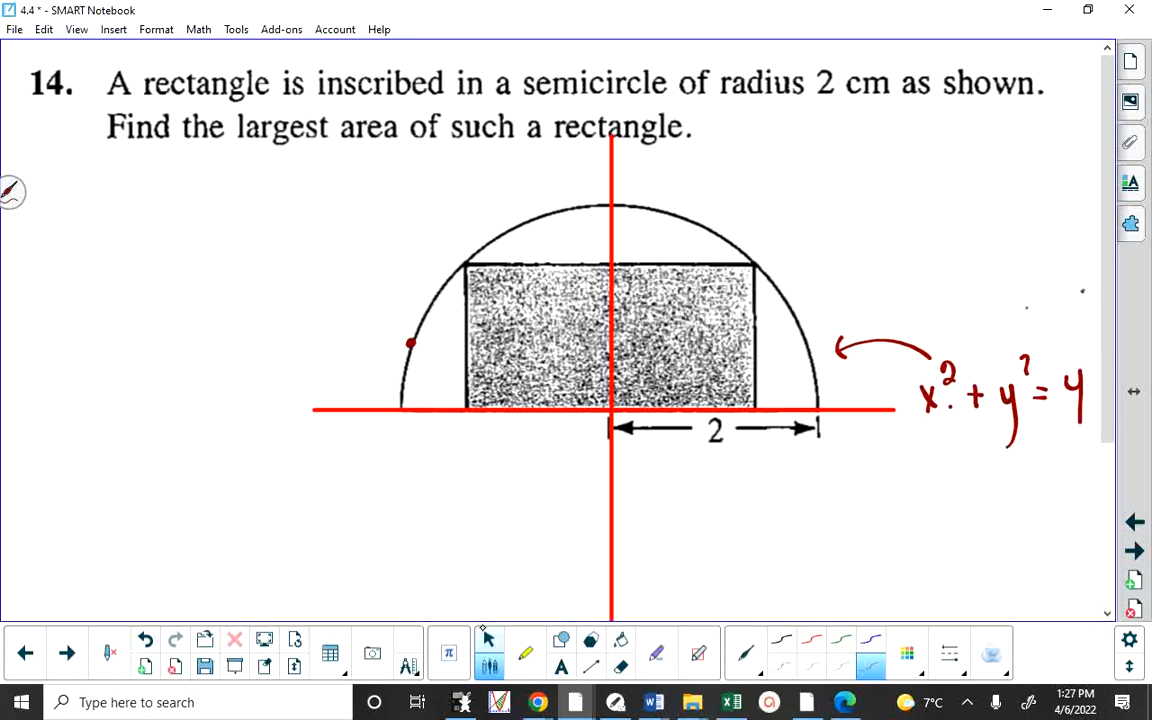 4.4 * - SMART Notebook
File Edit View Insert Format Math Tools Add-ons Account Help
14. A rectangle is inscribed in a semicircle of radius 2 cm as shown.
Find the largest area of such a rectangle.
x² + y² = 4
2
π
A
Type here to search
7°C
1:27 PM
4/6/2022